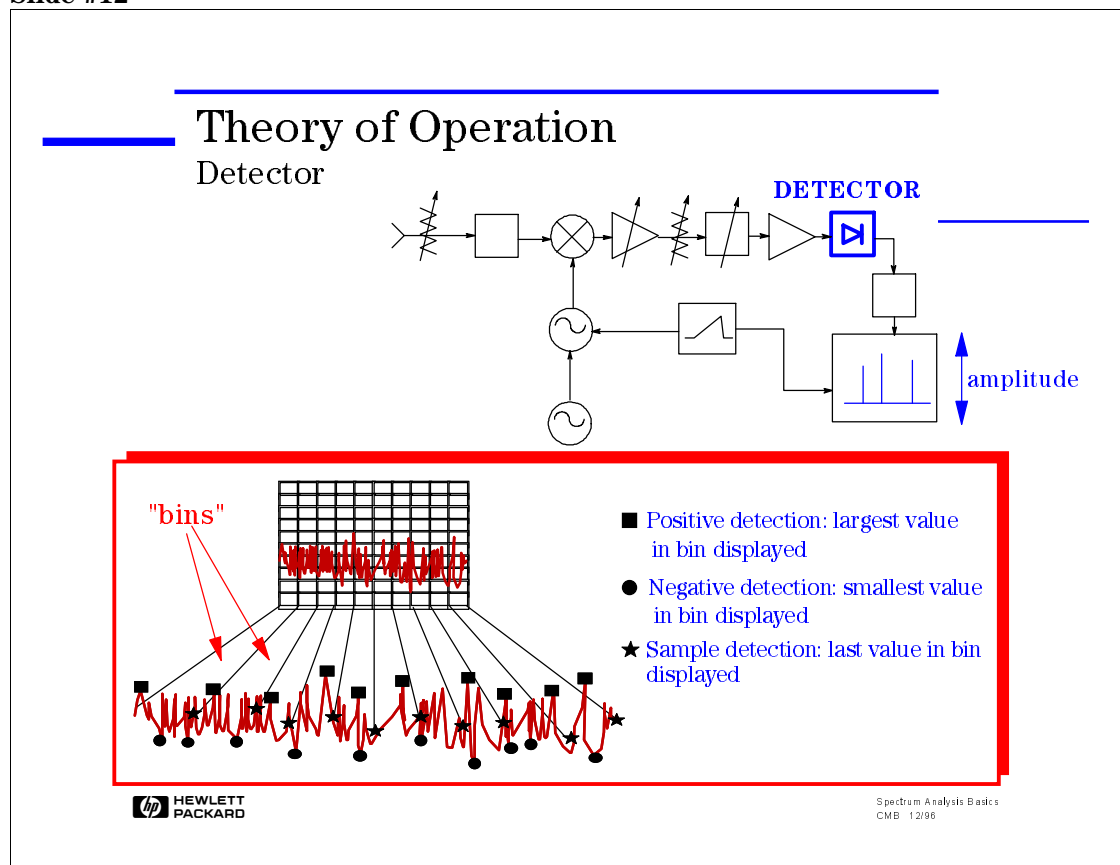 Slide #12
Theory of Operation
Detector
DETECTOR
amplitude
"bins"
Positive detection: largest value
in bin displayed
Negative detection: smallest value
in bin displayed
Sample detection: last value in bin
displayed
hp HEWLETT
PACKARD
Spectrum Analysis Basics
CMB 12/96